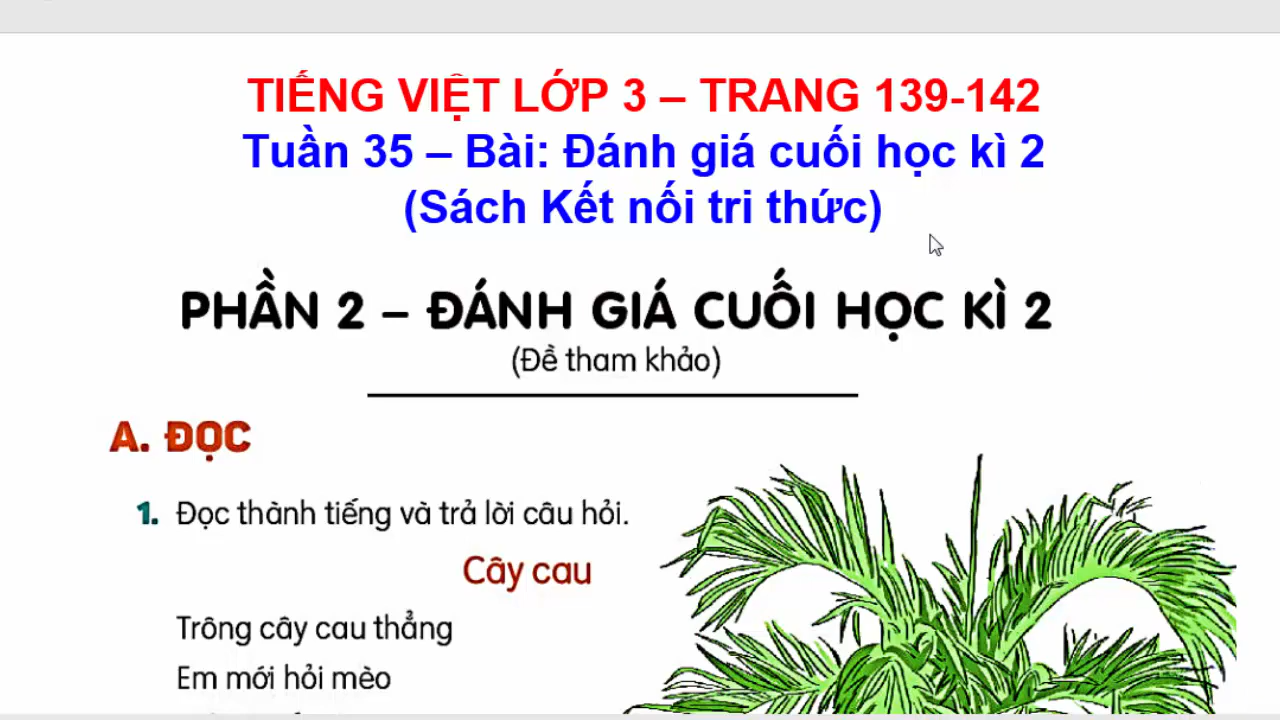 TIẾNG VIỆT LỚP 3 – TRANG 139-142
Tuần 35 – Bài: Đánh giá cuối học kì 2
(Sách Kết nối tri thức)
PHẦN 2 – ĐÁNH GIÁ CUỐI HỌC KÌ 2
(Đề tham khảo)
A. ĐỌC
1. Đọc thành tiếng và trả lời câu hỏi.
Cây cau
Trông cây cau thẳng
Em mới hỏi mèo